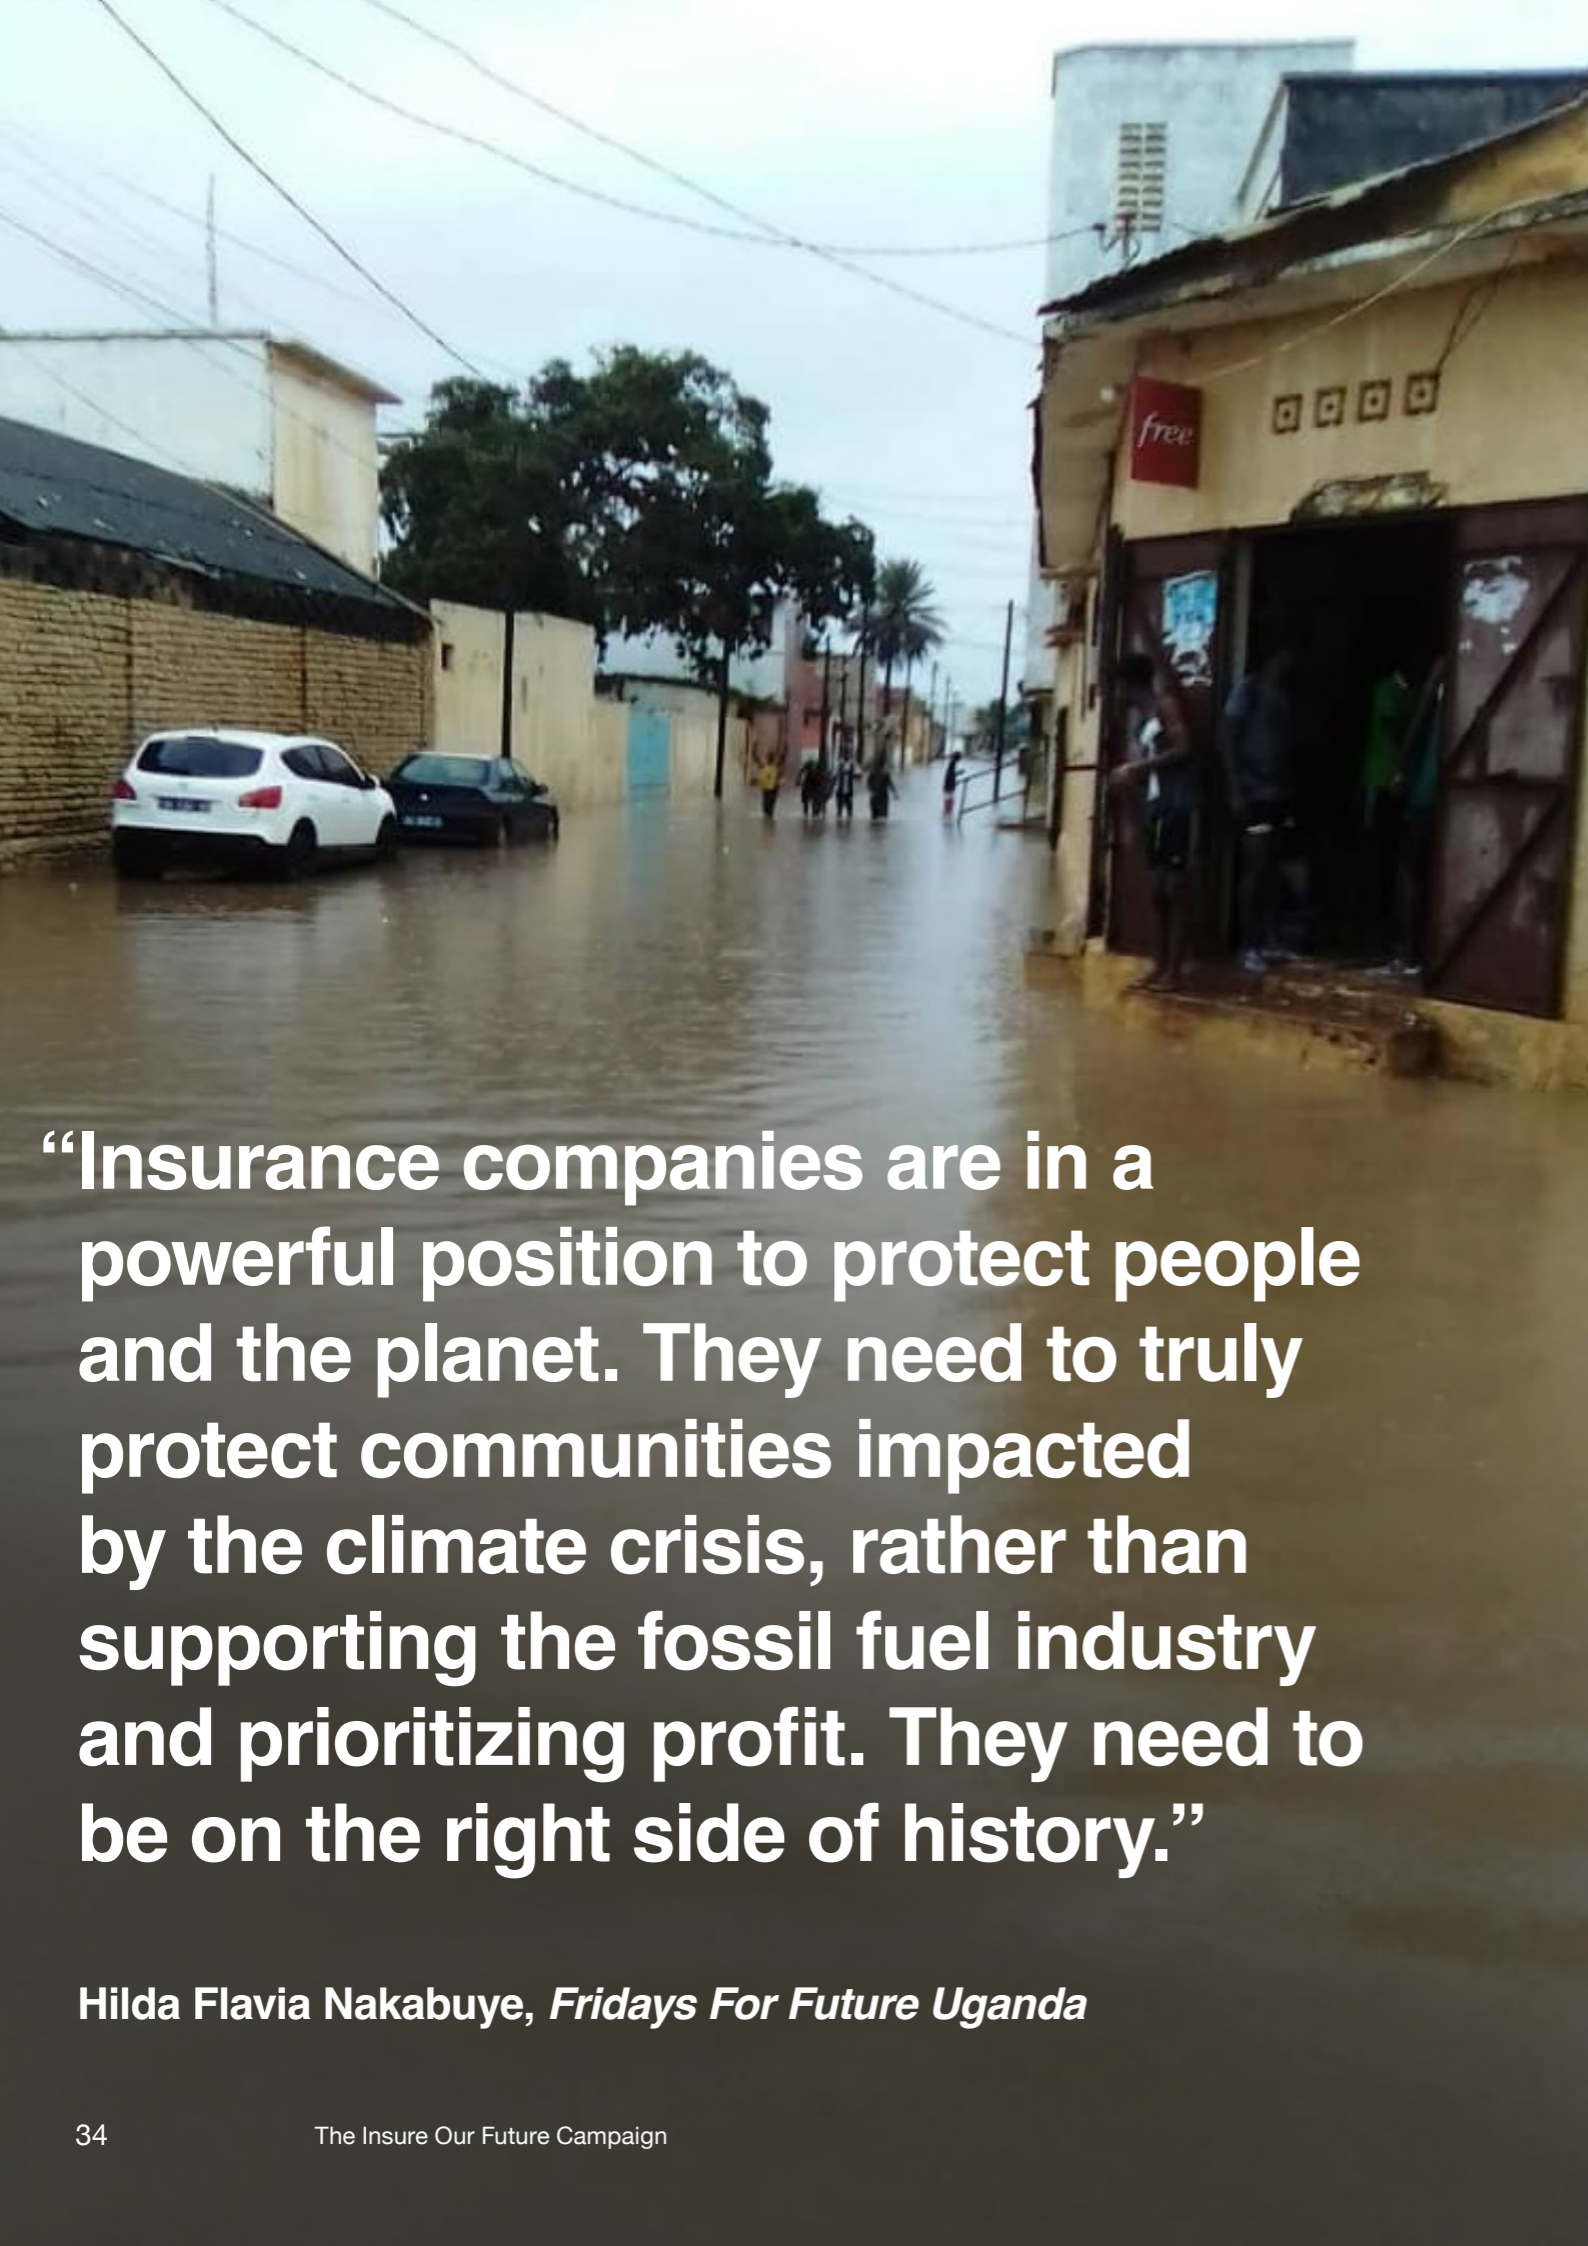 free
“Insurance companies are in a
powerful position to protect people
and the planet. They need to truly
protect communities impacted
by the climate crisis, rather than
supporting the fossil fuel industry
and prioritizing profit. They need to
be on the right side of history.”
Hilda Flavia Nakabuye, Fridays For Future Uganda
34
The Insure Our Future Campaign